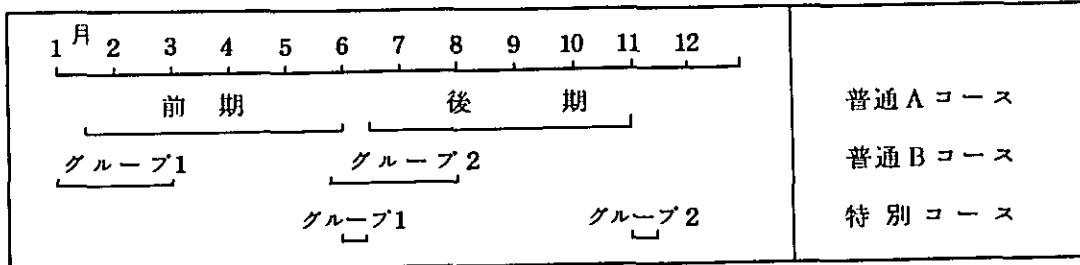 1月 2 3 4 5 6 7 8 9 10 11 12
前期 後期 普通Aコース
グループ1 グループ2 普通Bコース
グループ1 グループ2 特別コース